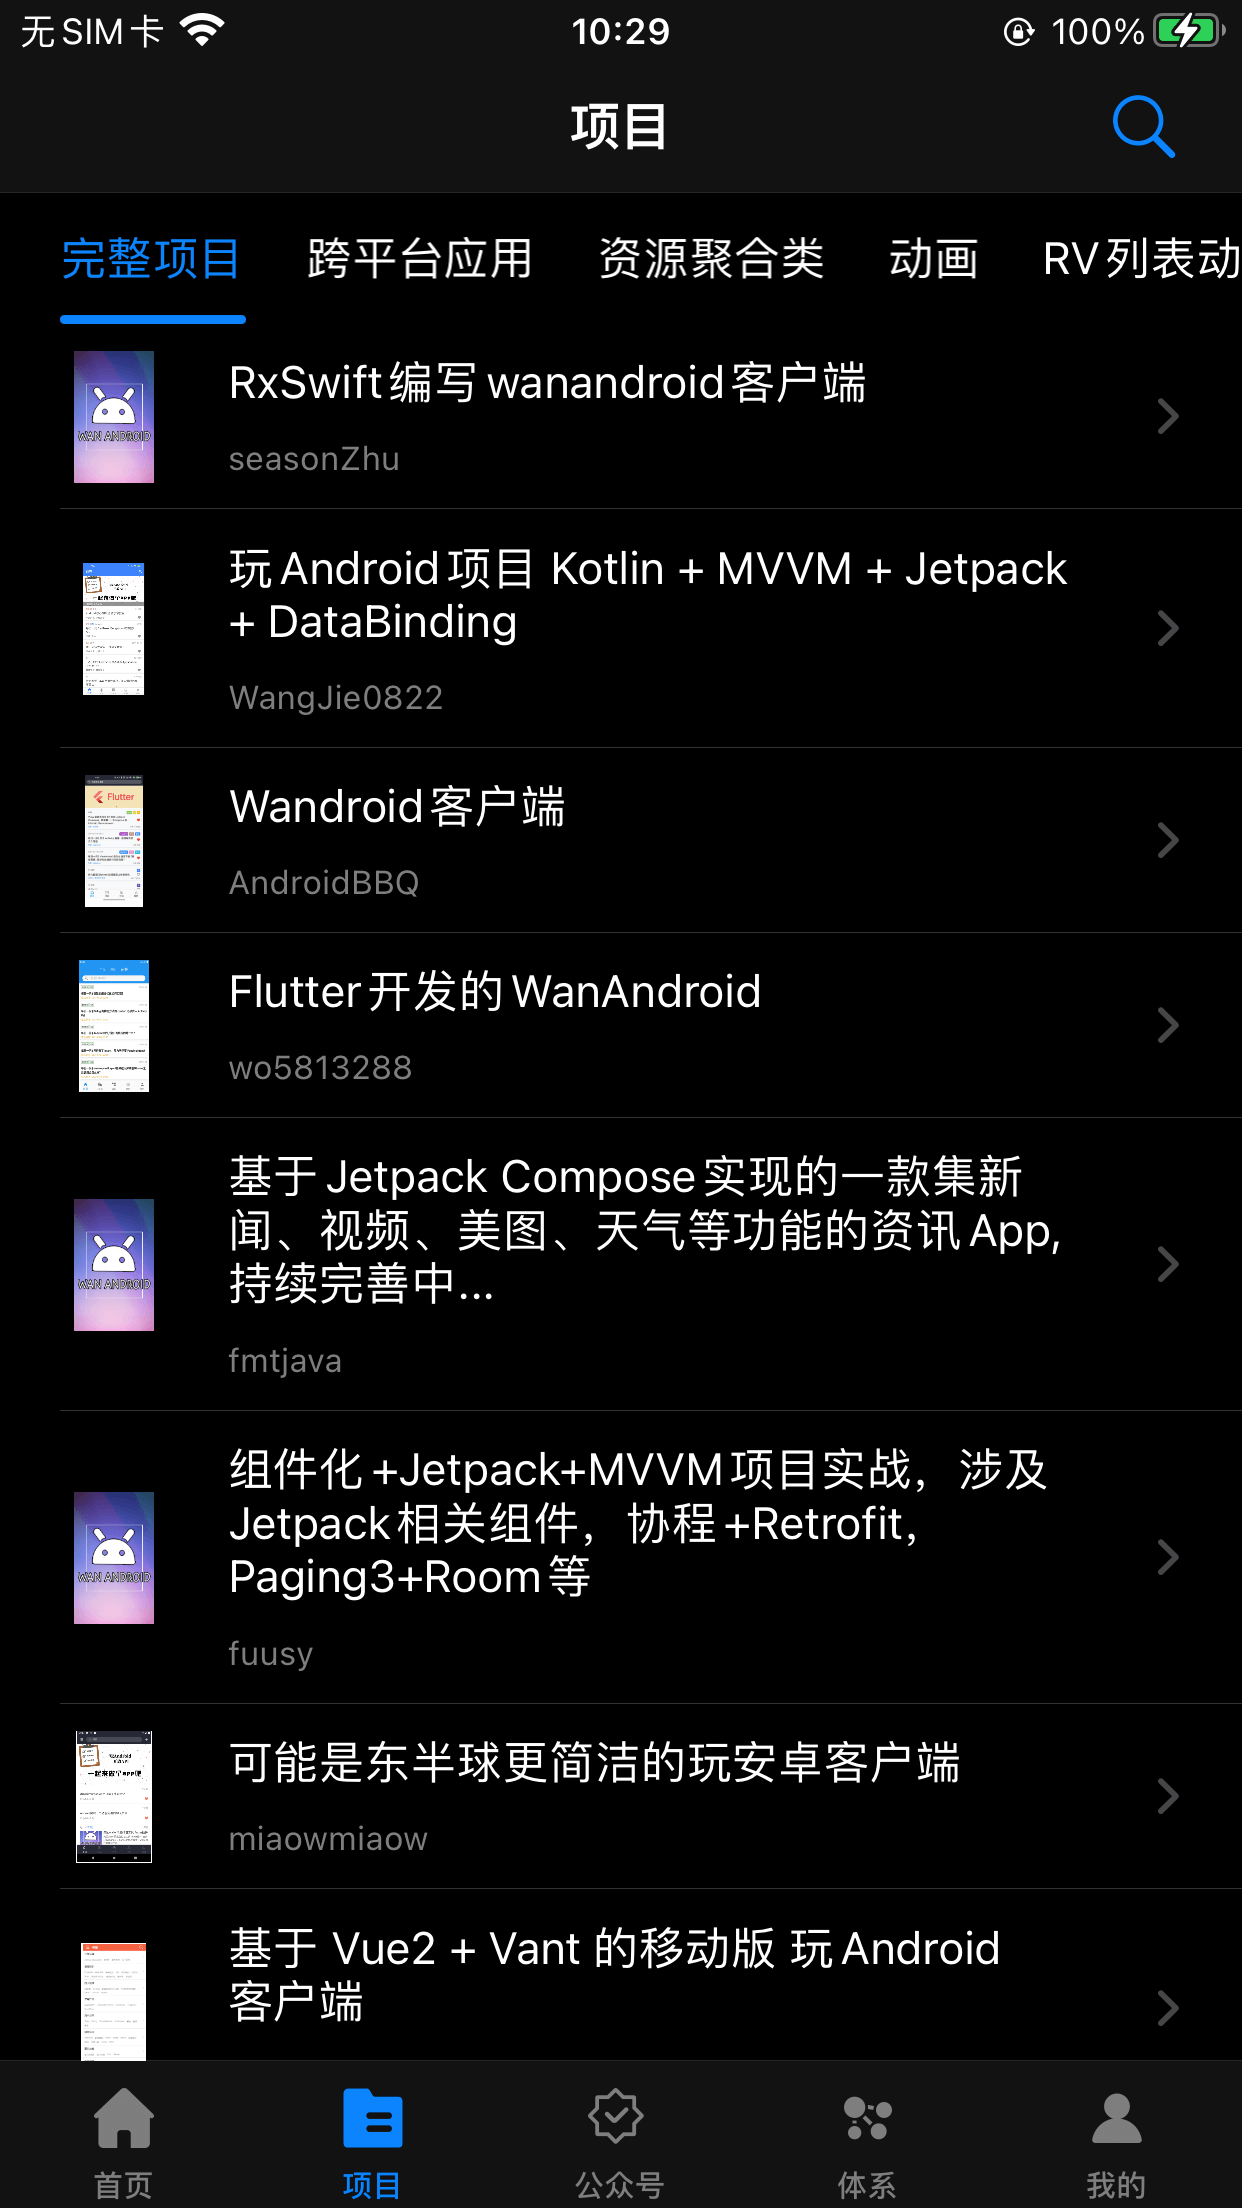 无SIM卡 10:29 100%
项目
完整项目 跨平台应用 资源聚合类 动画 RV列表动
RxSwift编写wanandroid客户端
WAN ANDROID
seasonZhu
玩Android项目 Kotlin + MVVM + Jetpack
+ DataBinding
WangJie0822
Flutter
Wandroid客户端
AndroidBBQ
Flutter开发的WanAndroid
wo5813288
基于Jetpack Compose实现的一款集新
闻、视频、美图、天气等功能的资讯App,
持续完善中...
WAN ANDROID
fmtjava
组件化+Jetpack+MVVM项目实战，涉及
Jetpack相关组件，协程+Retrofit，
Paging3+Room等
WAN ANDROID
fuusy
可能是东半球更简洁的玩安卓客户端
miaowmiaow
基于 Vue2 + Vant 的移动版 玩Android
客户端
首页 项目 公众号 体系 我的